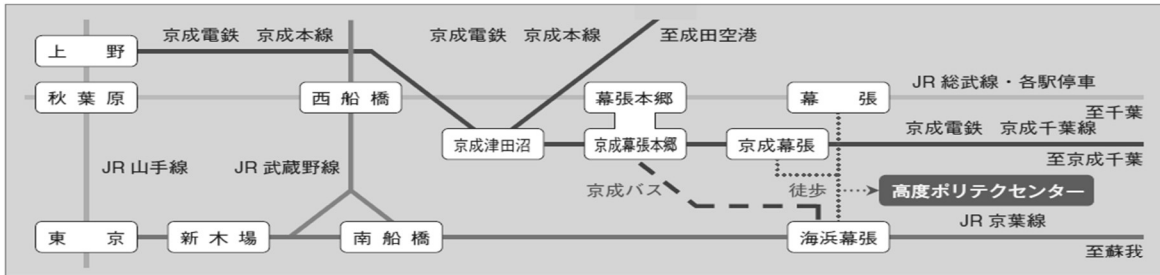 京成電鉄 京成本線
京成電鉄 京成本線
至成田空港
上野
秋葉原
西船橋
幕張本郷
幕張
JR総武線・各駅停車
至千葉
京成津田沼
京成幕張本郷
京成幕張
京成電鉄 京成千葉線
至京成千葉
JR山手線
JR武蔵野線
京成バス
徒歩
高度ポリテクセンター
東京
新木場
南船橋
海浜幕張
JR京葉線
至蘇我